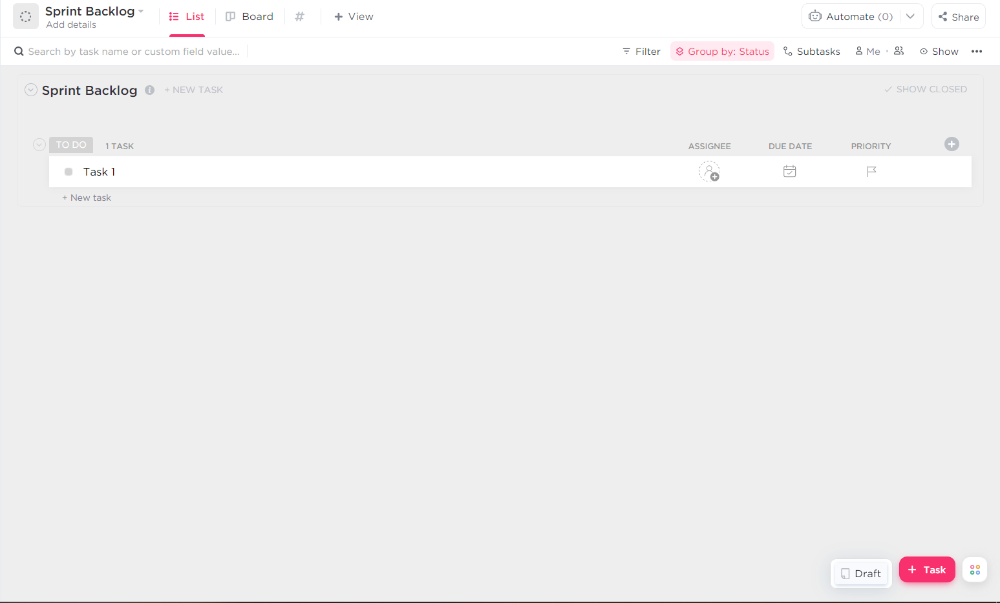 Sprint Backlog
Add details
List
Board
#
+ View
Automate (0)
Share
Search by task name or custom field value...
Filter
Group by: Status
Subtasks
Me
Show
Sprint Backlog
+ NEW TASK
SHOW CLOSED
TO DO
1 TASK
ASSIGNEE
DUE DATE
PRIORITY
Task 1
+ New task
Draft
+ Task